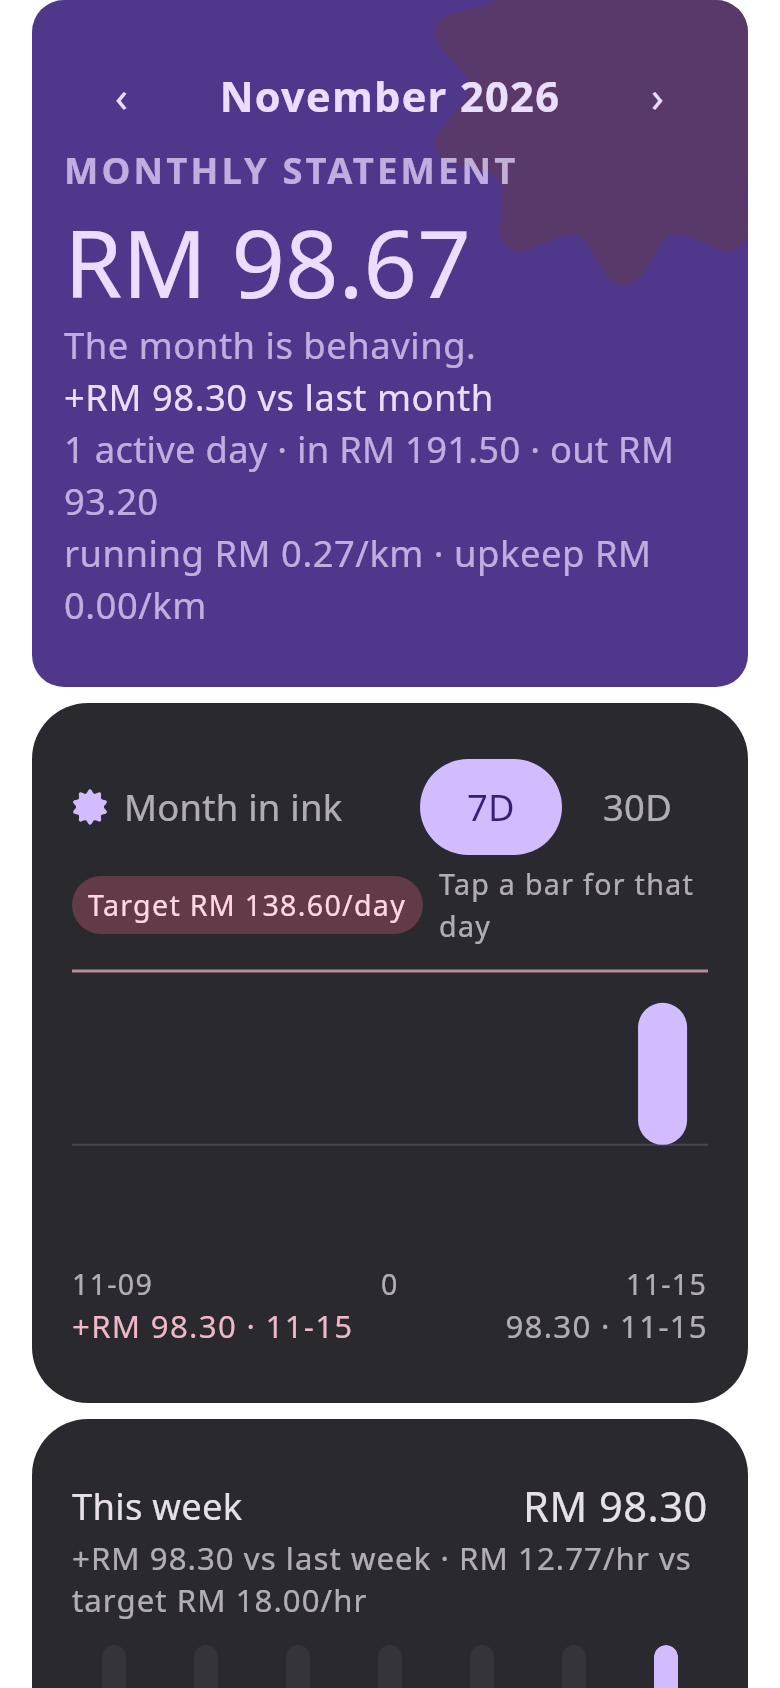 ‹ November 2026 ›
MONTHLY STATEMENT
RM 98.67
The month is behaving.
+RM 98.30 vs last month
1 active day · in RM 191.50 · out RM
93.20
running RM 0.27/km · upkeep RM
0.00/km
Month in ink 7D 30D
Target RM 138.60/day
Tap a bar for that
day
11-09 0 11-15
+RM 98.30 · 11-15 98.30 · 11-15
This week RM 98.30
+RM 98.30 vs last week · RM 12.77/hr vs
target RM 18.00/hr